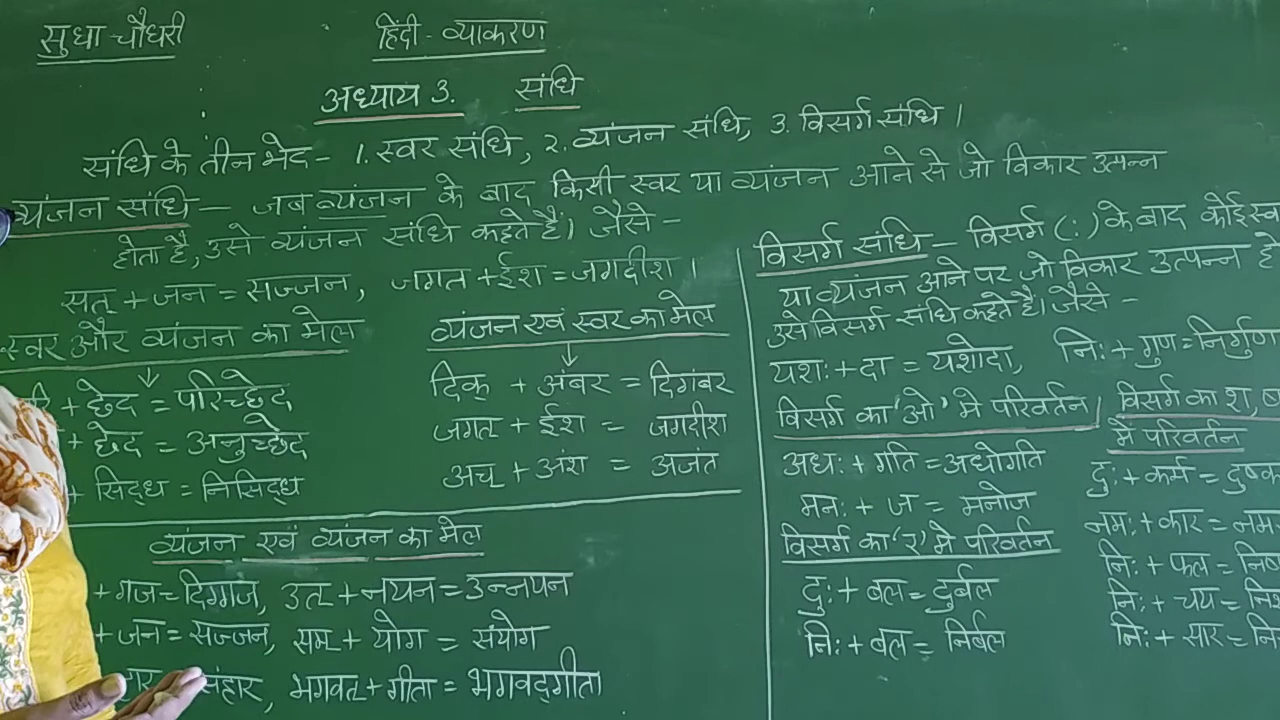 सुधा चौधरी
हिंदी - व्याकरण
अध्याय 3. संधि
संधि के तीन भेद - 1. स्वर संधि, 2. व्यंजन संधि, 3. विसर्ग संधि ।
व्यंजन संधि - जब व्यंजन के बाद किसी स्वर या व्यंजन आने से जो विकार उत्पन्न
होता है, उसे व्यंजन संधि कहते हैं। जैसे -
सत् + जन = सज्जन, जगत + ईश = जगदीश ।
स्वर और व्यंजन का मेल
+ छेद = परिच्छेद
+ छेद = अनुच्छेद
+ सिद्ध = निसिद्ध
व्यंजन एवं स्वर का मेल
दिक् + अंबर = दिगंबर
जगत् + ईश = जगदीश
अच् + अंश = अजंत
व्यंजन एवं व्यंजन का मेल
+ गज = दिग्गज, उत् + नयन = उन्नयन
+ जन = सज्जन, सम् + योग = संयोग
संहार, भगवत् + गीता = भगवद्गीता
विसर्ग संधि - विसर्ग (:) के बाद कोई
या व्यंजन आने पर जो विकार उत्पन्न
उसे विसर्ग संधि कहते हैं। जैसे -
यश: + दा = यशोदा, नि: + गुण = निर्गुण
विसर्ग का 'ओ' मे परिवर्तन
अध: + गति = अधोगति
मन: + ज = मनोज
विसर्ग का 'र' मे परिवर्तन
दु: + बल = दुर्बल
नि: + बल = निर्बल
विसर्ग का श,
में परिवर्तन
दु: + कर्म =
नम: + कार =
नि: + फल =
नि: + चय =
नि: + सार =